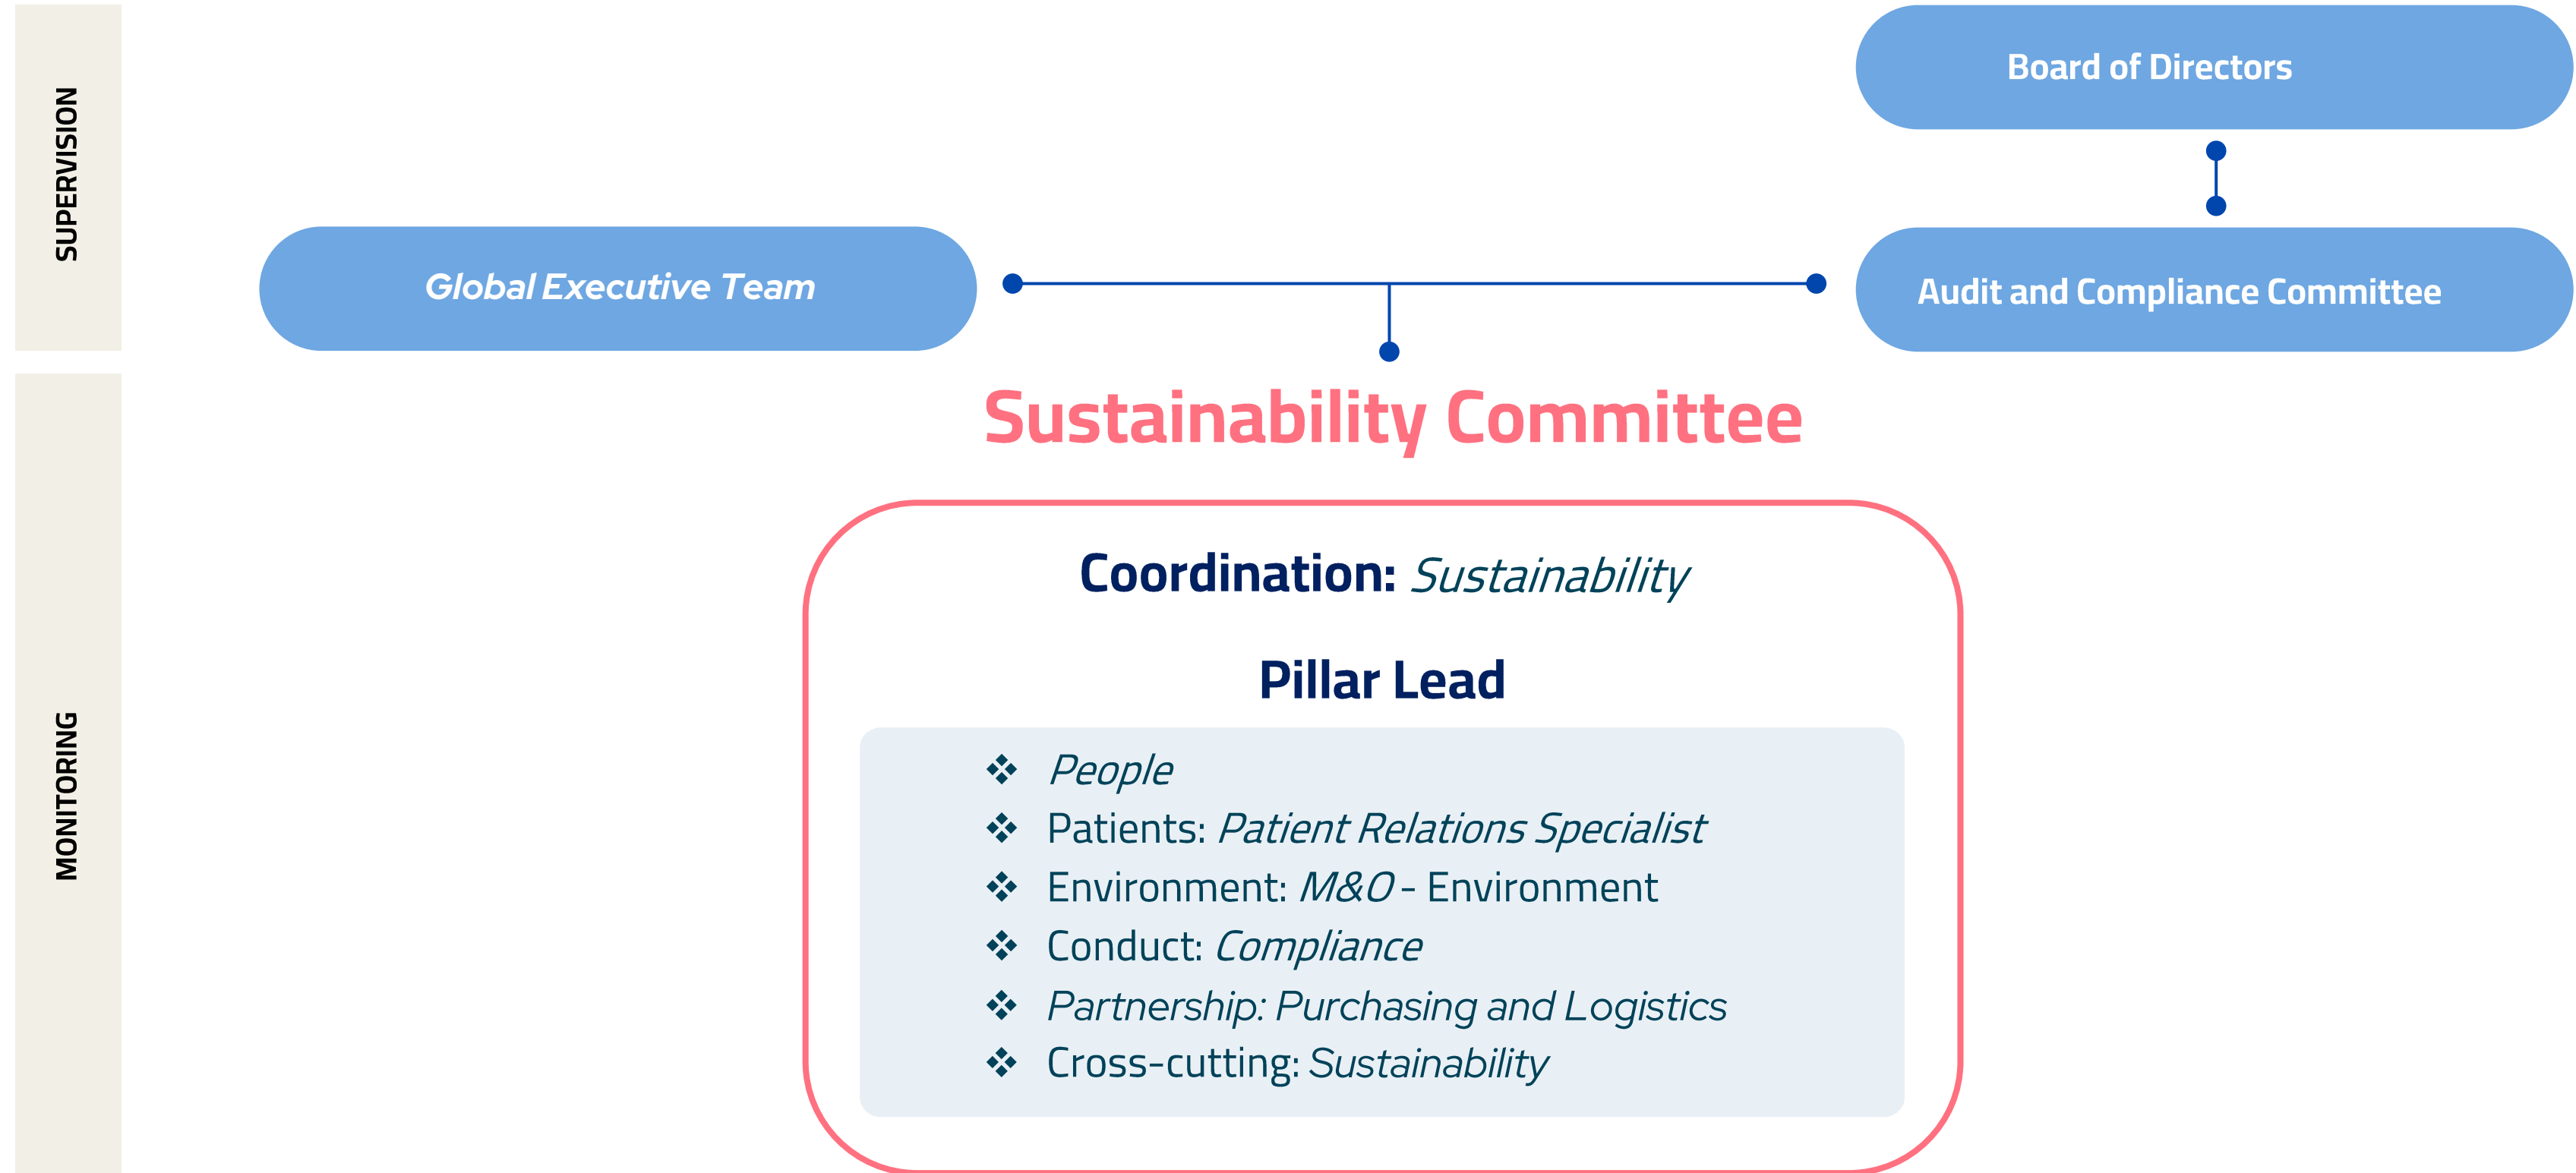 SUPERVISION
Board of Directors
Global Executive Team
Audit and Compliance Committee
MONITORING
Sustainability Committee
Coordination: Sustainability
Pillar Lead
❖ People
❖ Patients: Patient Relations Specialist
❖ Environment: M&O - Environment
❖ Conduct: Compliance
❖ Partnership: Purchasing and Logistics
❖ Cross-cutting: Sustainability